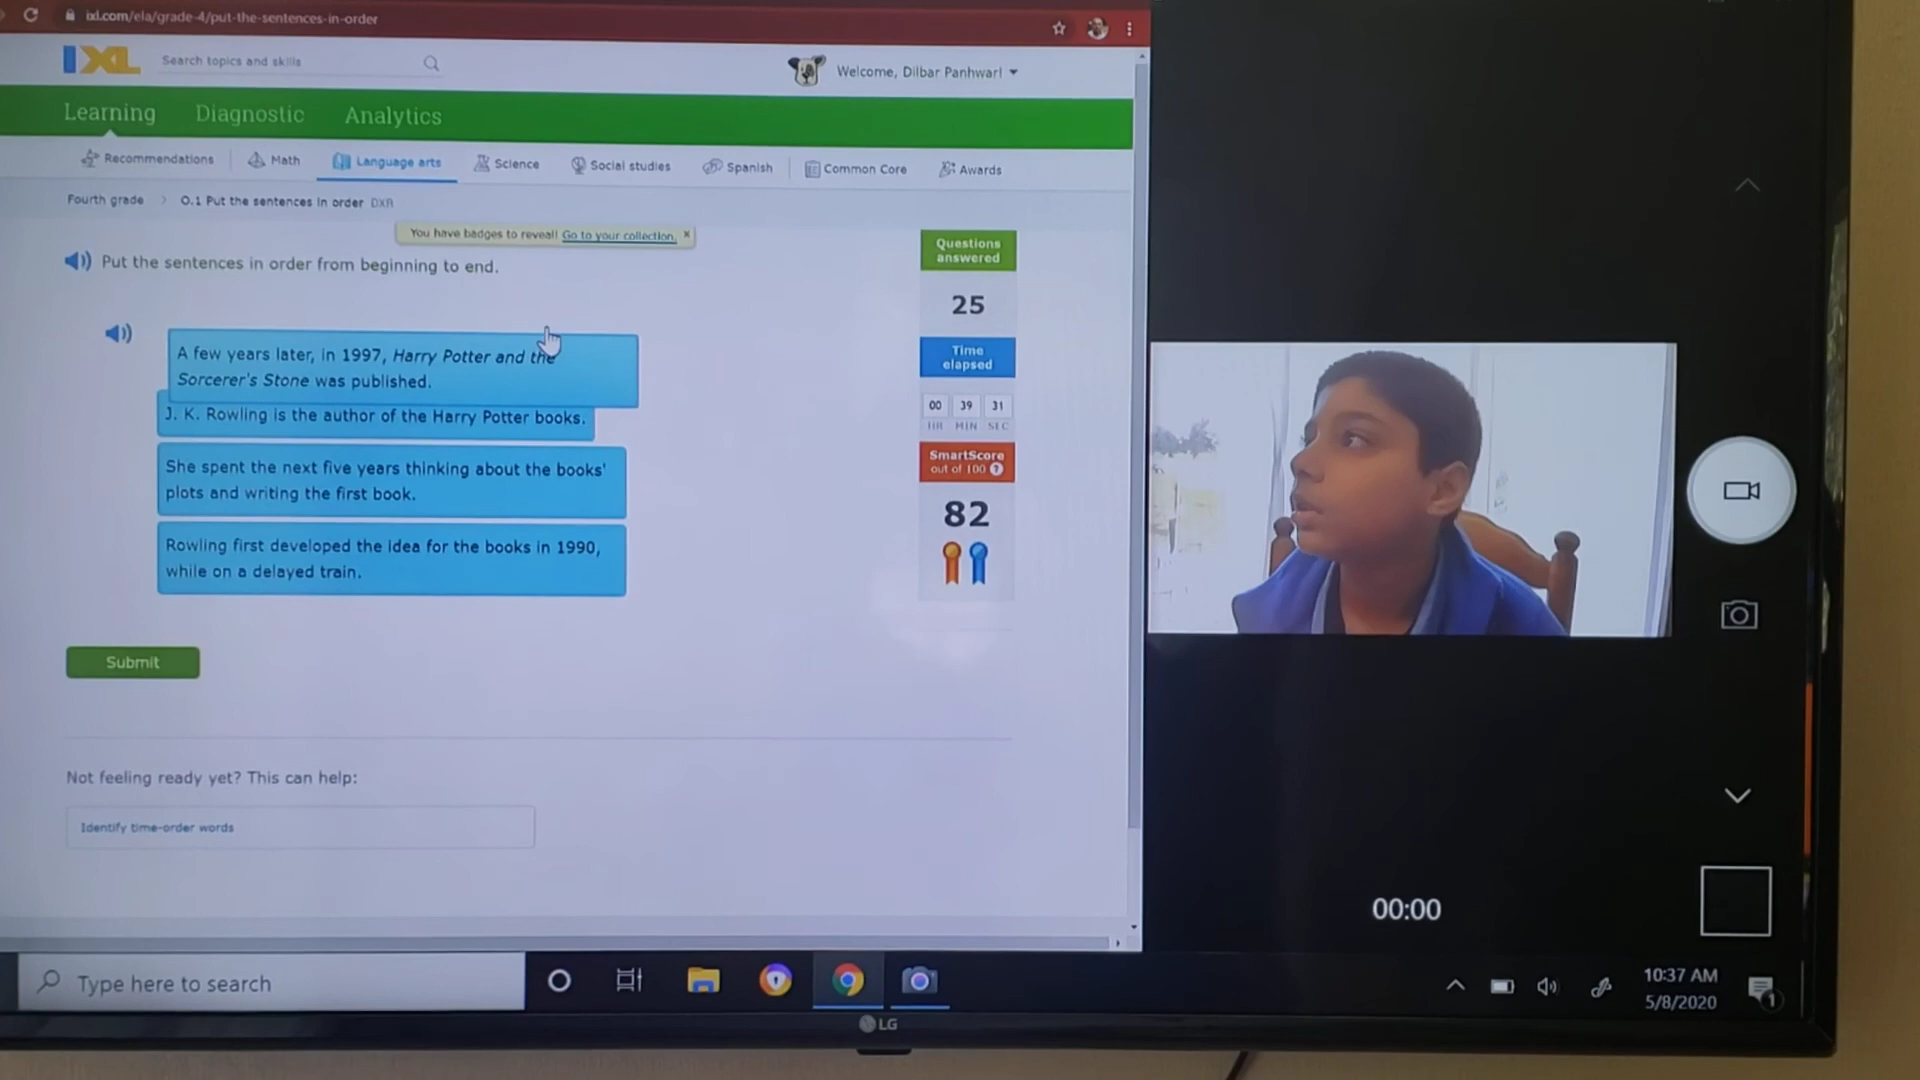 ixl.com/ela/grade-4/put-the-sentences-in-order
IXL
Search topics and skills
Welcome, Dilbar Panhwar!
Learning Diagnostic Analytics
Recommendations Math Language arts Science Social studies Spanish Common Core Awards
Fourth grade > O.1 Put the sentences in order DXR
You have badges to reveal! Go to your collection. ×
Put the sentences in order from beginning to end.
A few years later, in 1997, Harry Potter and the
Sorcerer's Stone was published.
J. K. Rowling is the author of the Harry Potter books.
She spent the next five years thinking about the books'
plots and writing the first book.
Rowling first developed the idea for the books in 1990,
while on a delayed train.
Submit
Questions
answered
25
Time
elapsed
00 39 31
HR MIN SEC
SmartScore
out of 100 ?
82
Not feeling ready yet? This can help:
Identify time-order words
00:00
Type here to search
10:37 AM
5/8/2020
1
LG